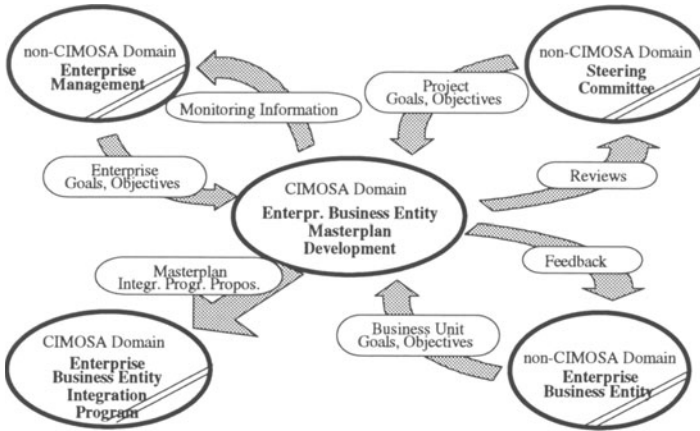 non-CIMOSA Domain
Enterprise
Management
non-CIMOSA Domain
Steering
Committee
Project
Goals, Objectives
Monitoring Information
Enterprise
Goals, Objectives
Reviews
CIMOSA Domain
Enterpr. Business Entity
Masterplan
Development
Masterplan
Integr. Progr. Propos.
Feedback
Business Unit
Goals, Objectives
CIMOSA Domain
Enterprise
Business Entity
Integration
Program
non-CIMOSA Domain
Enterprise
Business Entity